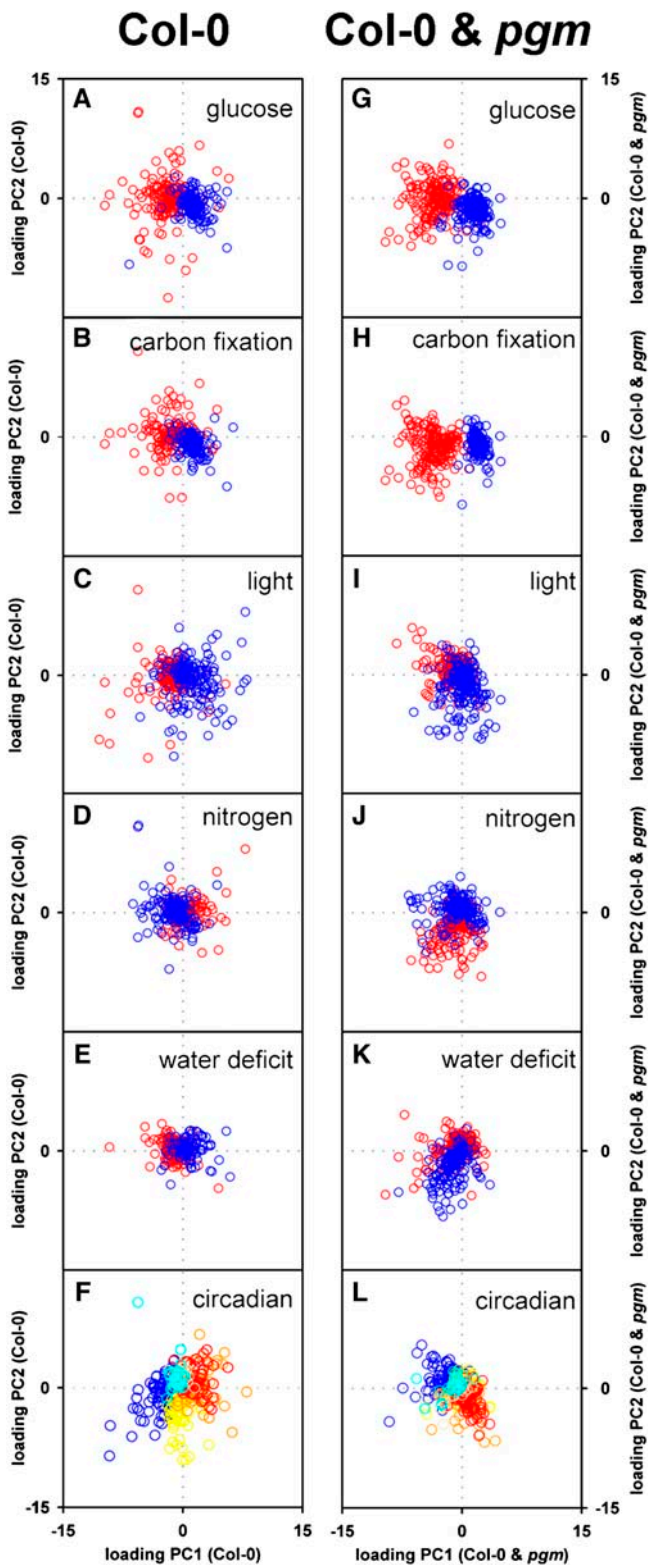 Col-0 Col-0 & pgm
15 15
A glucose G glucose
0 0
loading PC2 (Col-0) loading PC2 (Col-0 & pgm)
B carbon fixation H carbon fixation
0 0
loading PC2 (Col-0) loading PC2 (Col-0 & pgm)
C light I light
0 0
loading PC2 (Col-0) loading PC2 (Col-0 & pgm)
D nitrogen J nitrogen
0 0
loading PC2 (Col-0) loading PC2 (Col-0 & pgm)
E water deficit K water deficit
0 0
loading PC2 (Col-0) loading PC2 (Col-0 & pgm)
F circadian L circadian
0 0
loading PC2 (Col-0) loading PC2 (Col-0 & pgm)
-15 -15
-15 0 15 -15 0 15
loading PC1 (Col-0) loading PC1 (Col-0 & pgm)